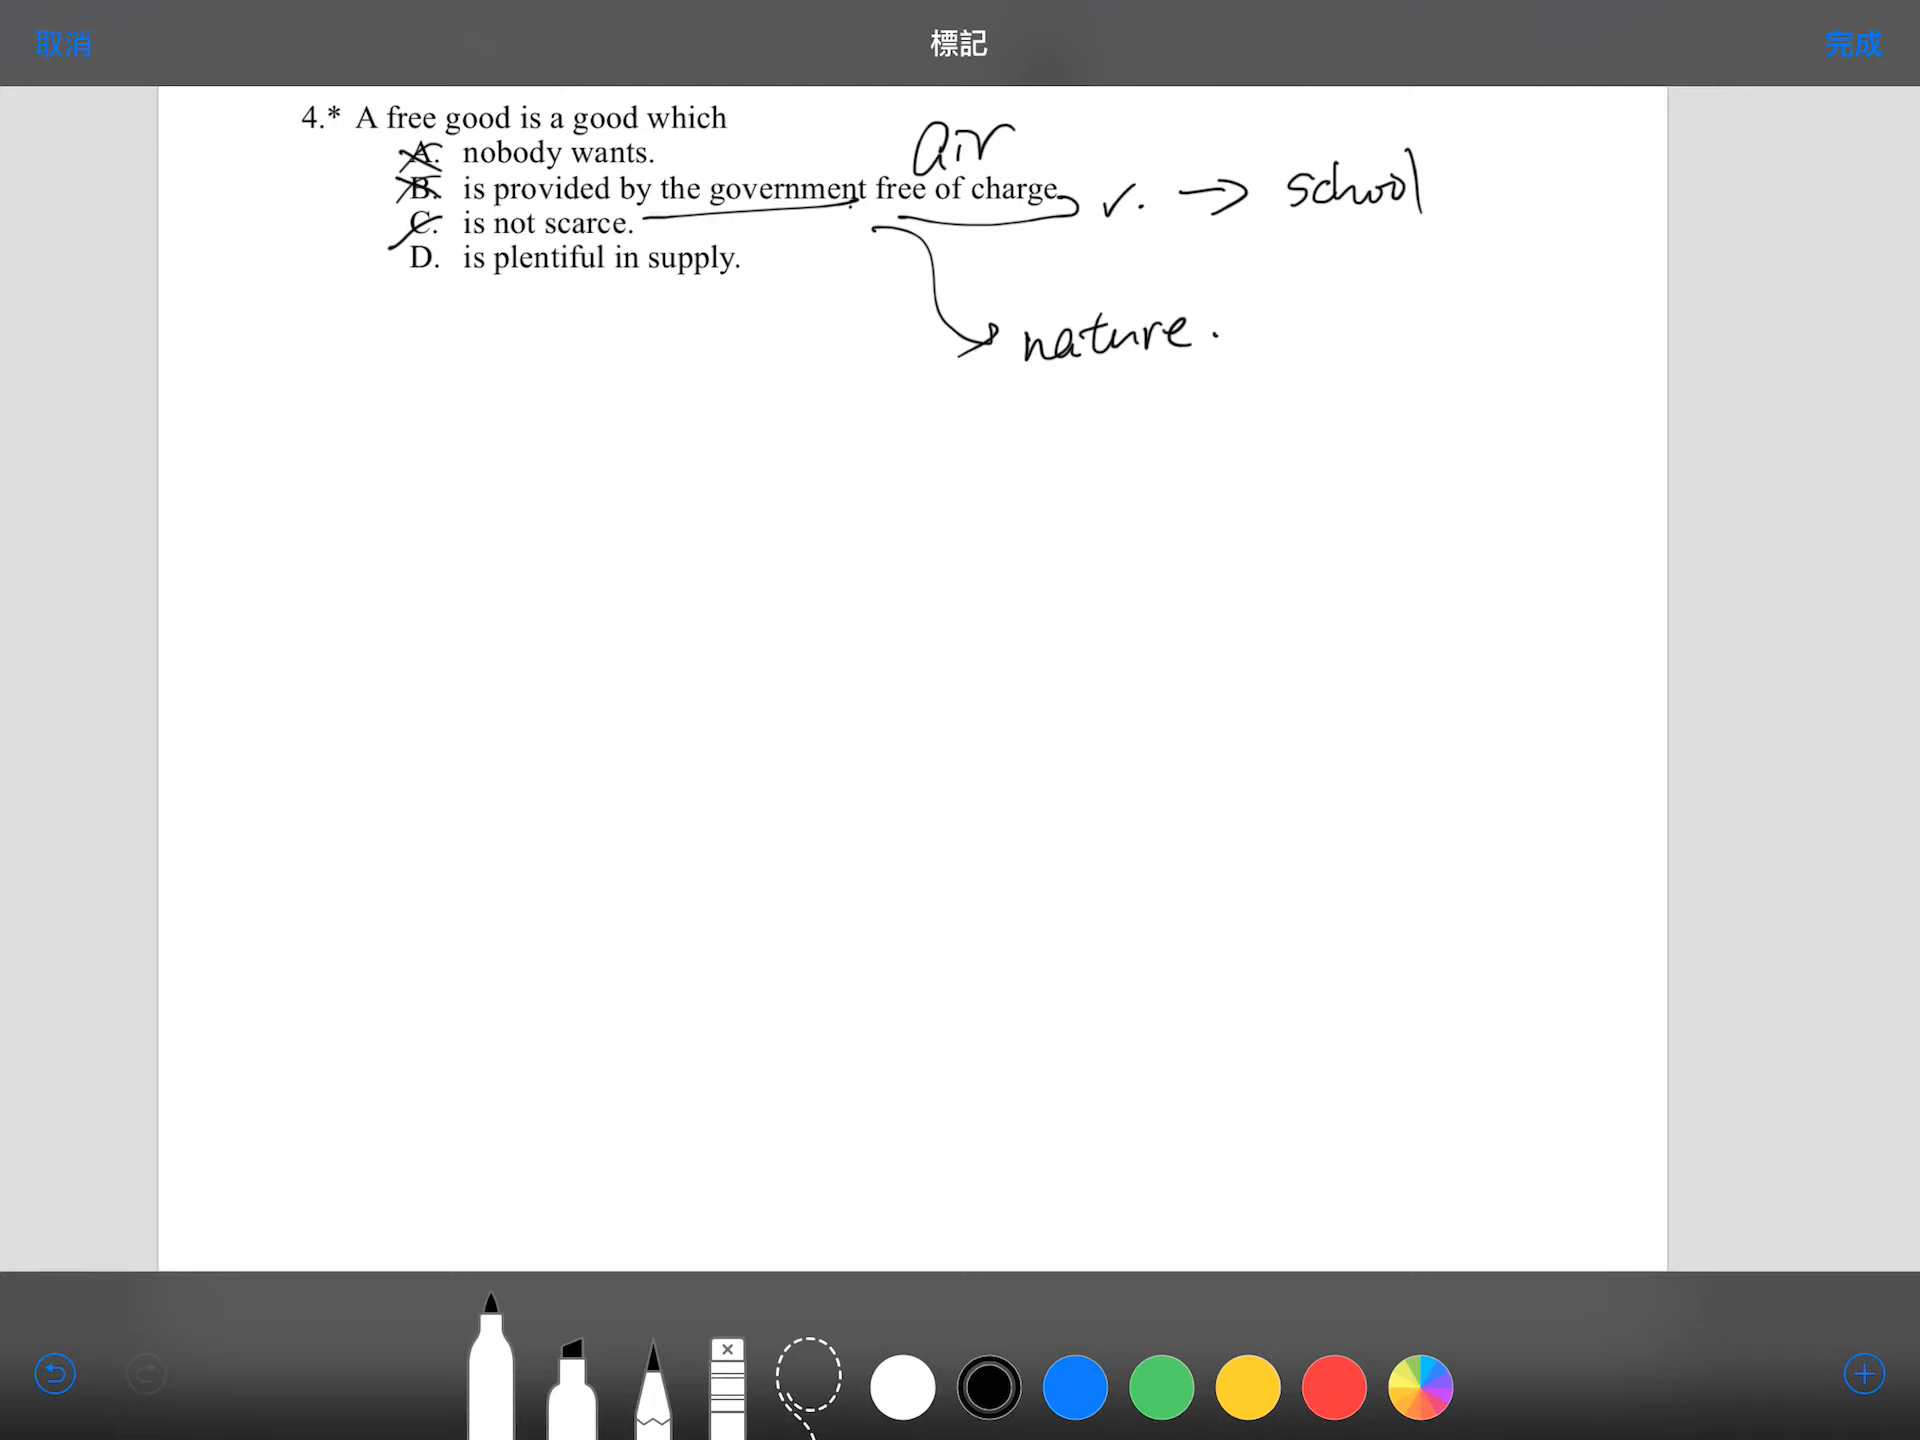 取消 標記 完成
4.* A free good is a good which
air
A. nobody wants.
B. is provided by the government free of charge. v. → school
C. is not scarce.
D. is plentiful in supply.
nature.